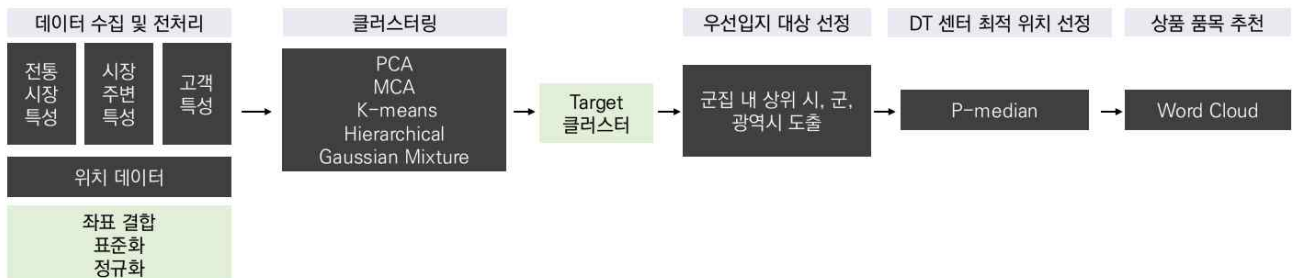 데이터 수집 및 전처리
전통
시장
특성
시장
주변
특성
고객
특성
위치 데이터
좌표 결합
표준화
정규화
클러스터링
PCA
MCA
K-means
Hierarchical
Gaussian Mixture
Target
클러스터
우선입지 대상 선정
군집 내 상위 시, 군,
광역시 도출
DT 센터 최적 위치 선정
P-median
상품 품목 추천
Word Cloud